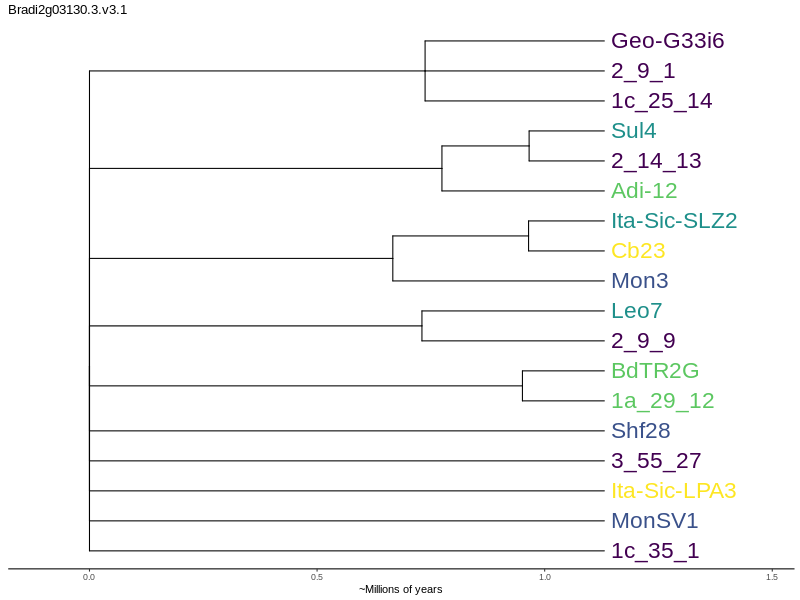 Bradi2g03130.3.v3.1
Geo-G33i6
2_9_1
1c_25_14
Sul4
2_14_13
Adi-12
Ita-Sic-SLZ2
Cb23
Mon3
Leo7
2_9_9
BdTR2G
1a_29_12
Shf28
3_55_27
Ita-Sic-LPA3
MonSV1
1c_35_1
0.0 0.5 1.0 1.5
~Millions of years